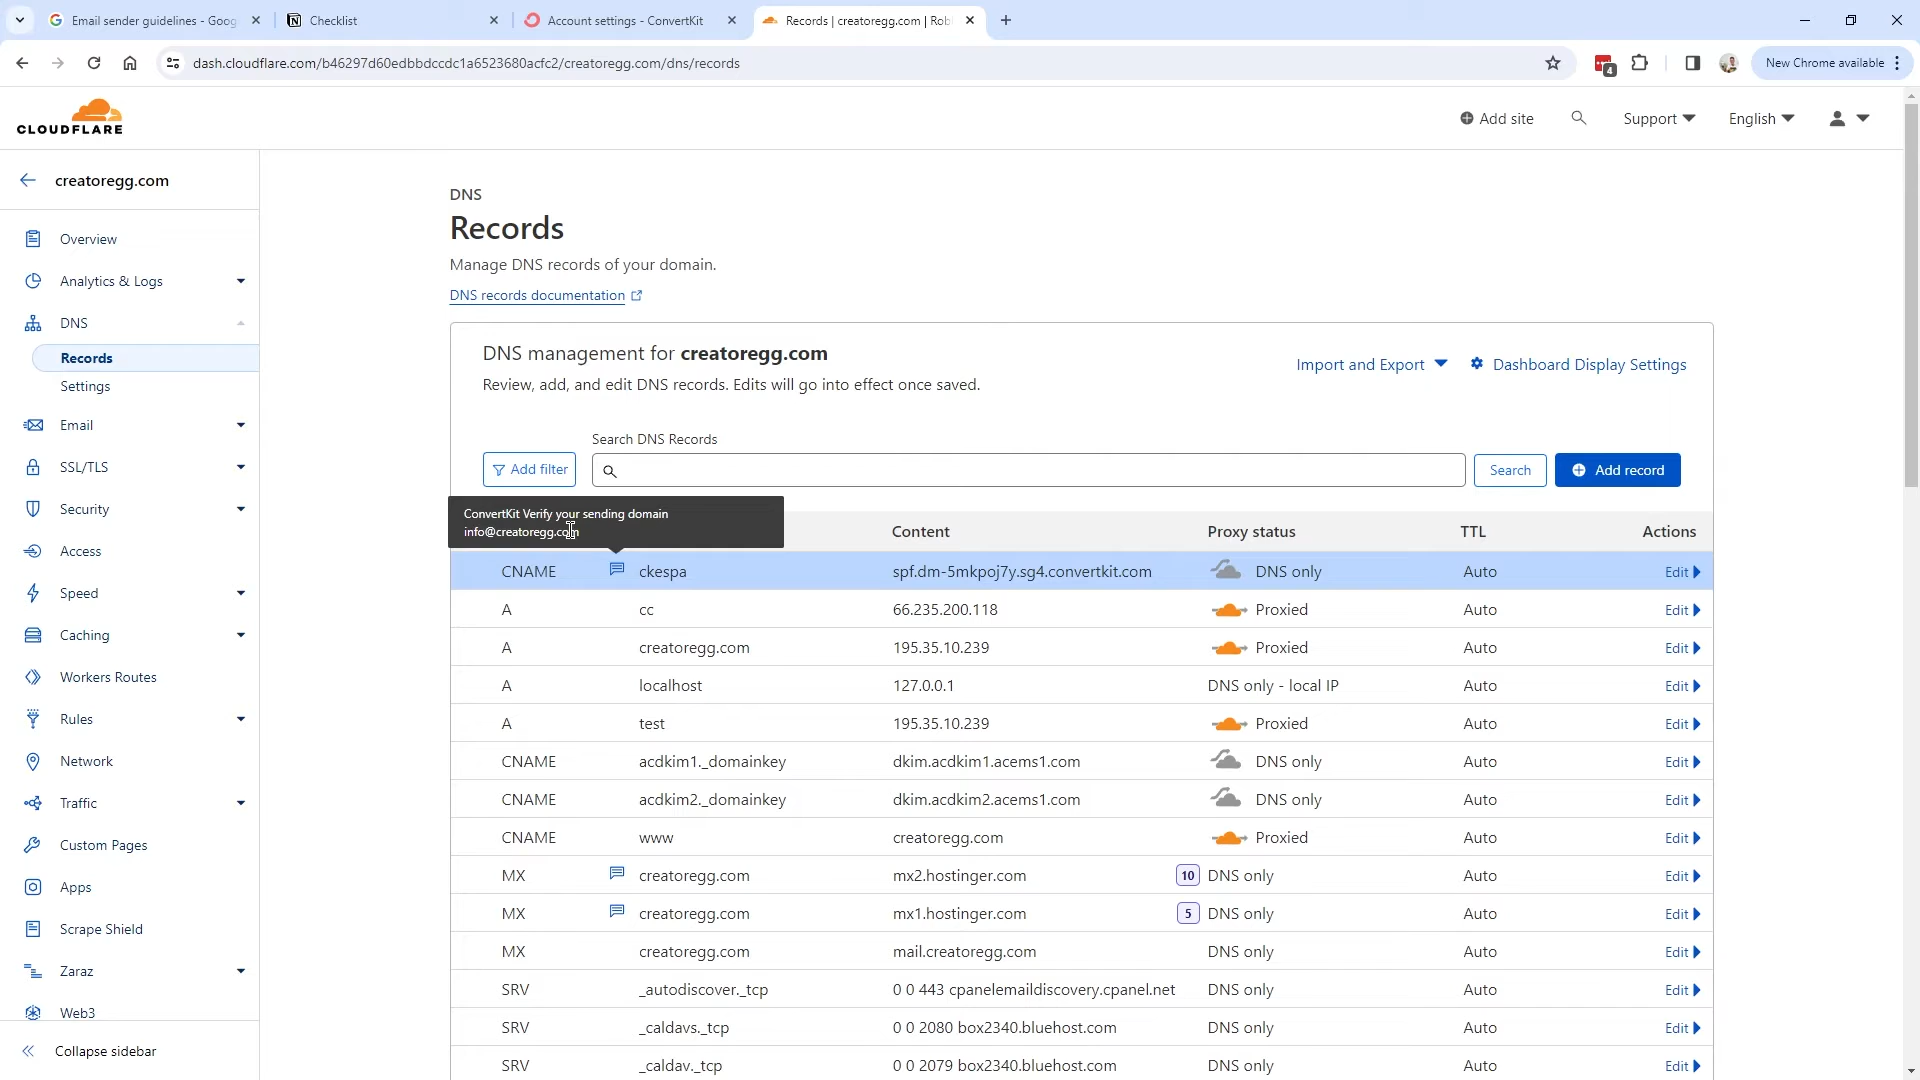 Email sender guidelines - Goog
Checklist
Account settings - ConvertKit
Records | creatoregg.com | Rob
dash.cloudflare.com/b46297d60edbbdccdc1a6523680acfc2/creatoregg.com/dns/records
4
New Chrome available
CLOUDFLARE
Add site
Support
English
creatoregg.com
Overview
Analytics & Logs
DNS
Records
Settings
Email
SSL/TLS
Security
Access
Speed
Caching
Workers Routes
Rules
Network
Traffic
Custom Pages
Apps
Scrape Shield
Zaraz
Web3
Collapse sidebar
DNS
Records
Manage DNS records of your domain.
DNS records documentation
DNS management for creatoregg.com
Review, add, and edit DNS records. Edits will go into effect once saved.
Import and Export
Dashboard Display Settings
Search DNS Records
Add filter
Search
Add record
ConvertKit Verify your sending domain
info@creatoregg.com
Content Proxy status TTL Actions
CNAME ckespa spf.dm-5mkpoj7y.sg4.convertkit.com DNS only Auto Edit
A cc 66.235.200.118 Proxied Auto Edit
A creatoregg.com 195.35.10.239 Proxied Auto Edit
A localhost 127.0.0.1 DNS only - local IP Auto Edit
A test 195.35.10.239 Proxied Auto Edit
CNAME acdkim1._domainkey dkim.acdkim1.acems1.com DNS only Auto Edit
CNAME acdkim2._domainkey dkim.acdkim2.acems1.com DNS only Auto Edit
CNAME www creatoregg.com Proxied Auto Edit
MX creatoregg.com mx2.hostinger.com 10 DNS only Auto Edit
MX creatoregg.com mx1.hostinger.com 5 DNS only Auto Edit
MX creatoregg.com mail.creatoregg.com DNS only Auto Edit
SRV _autodiscover._tcp 0 0 443 cpanelemaildiscovery.cpanel.net DNS only Auto Edit
SRV _caldavs._tcp 0 0 2080 box2340.bluehost.com DNS only Auto Edit
SRV _caldav._tcp 0 0 2079 box2340.bluehost.com DNS only Auto Edit